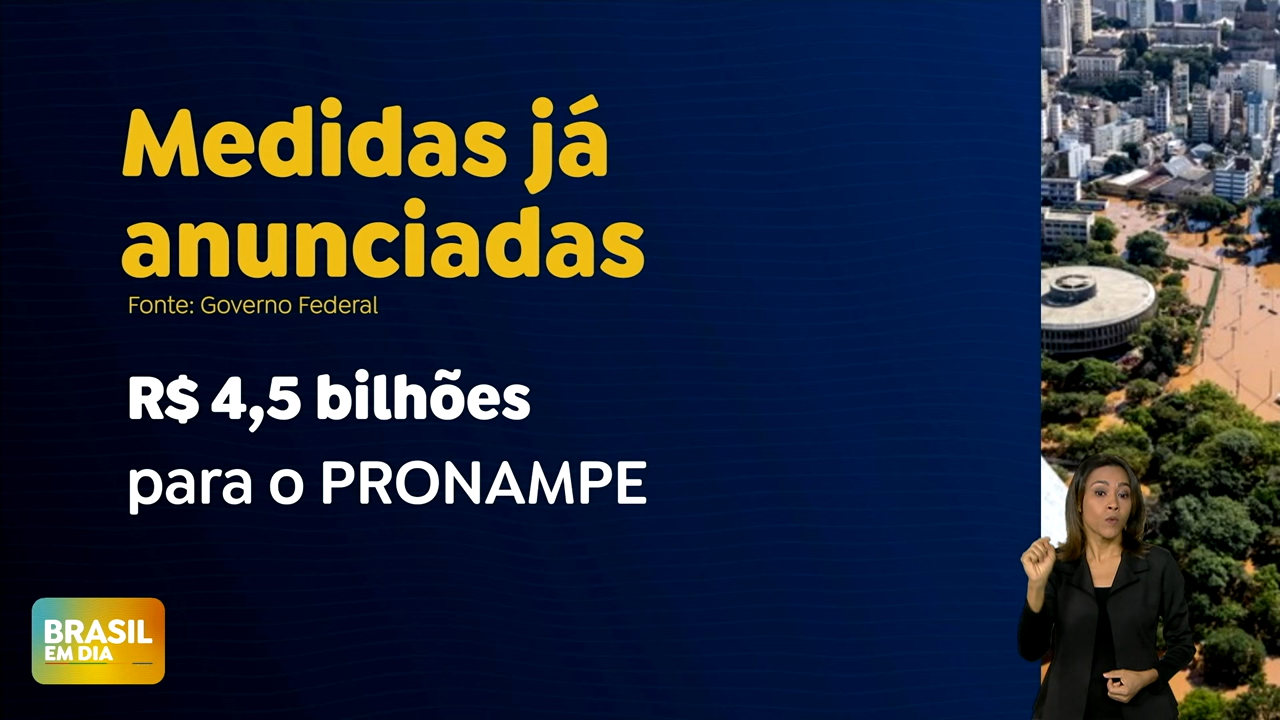 Medidas já
anunciadas
Fonte: Governo Federal
R$ 4,5 bilhões
para o PRONAMPE
BRASIL
EM DIA